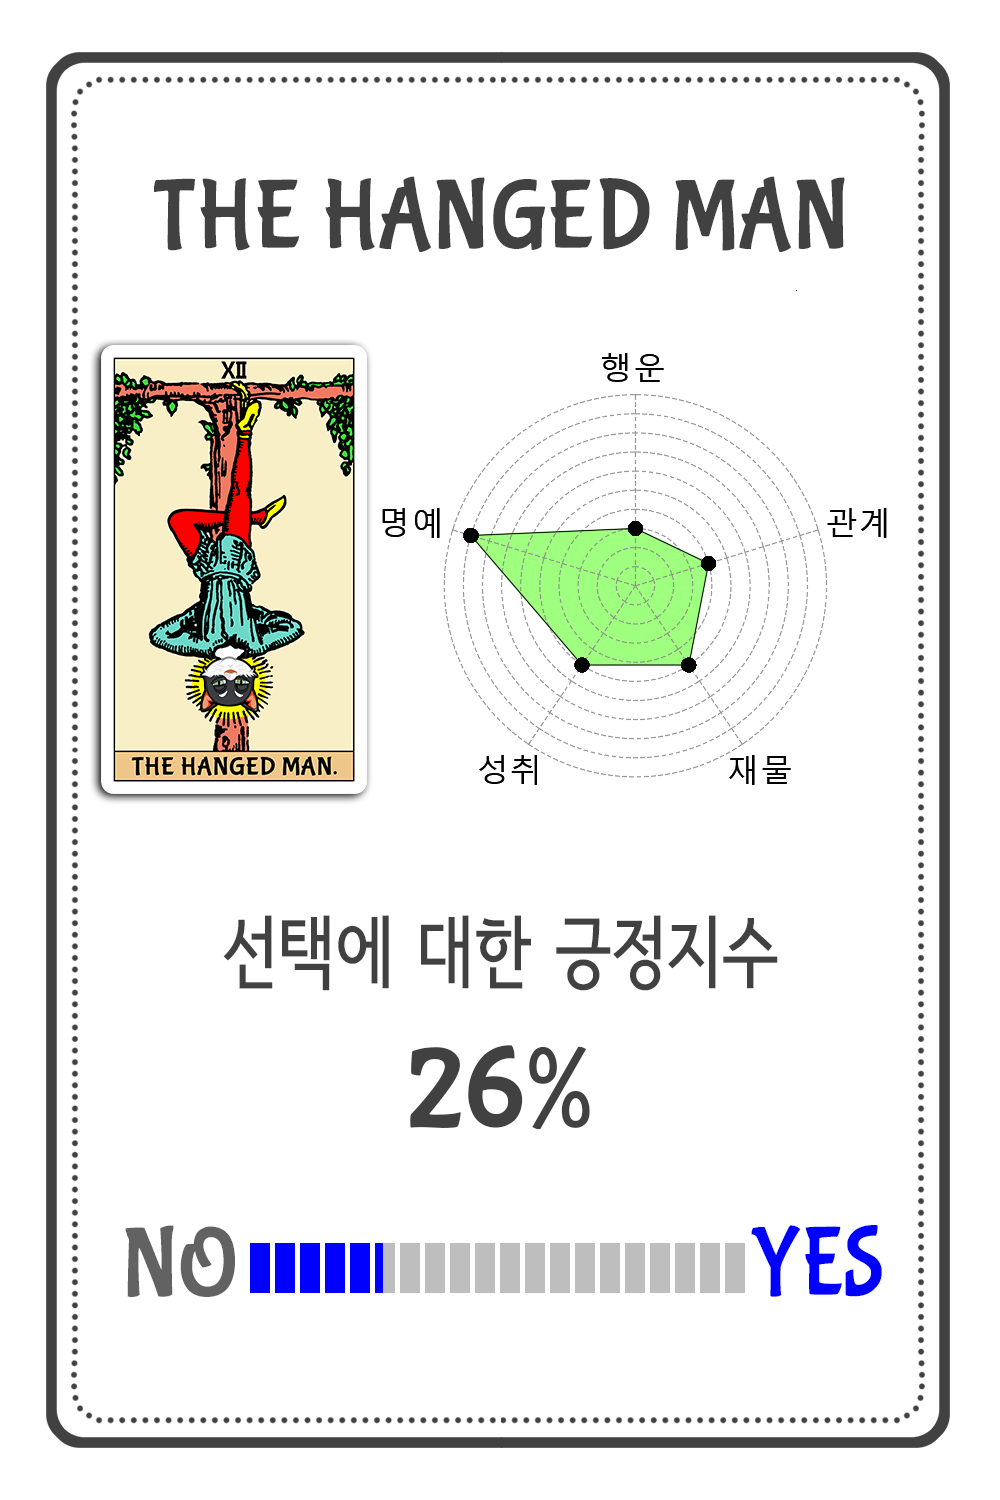 THE HANGED MAN
XII
THE HANGED MAN.
행운
명예
관계
성취
재물
선택에 대한 긍정지수
26%
NO
YES